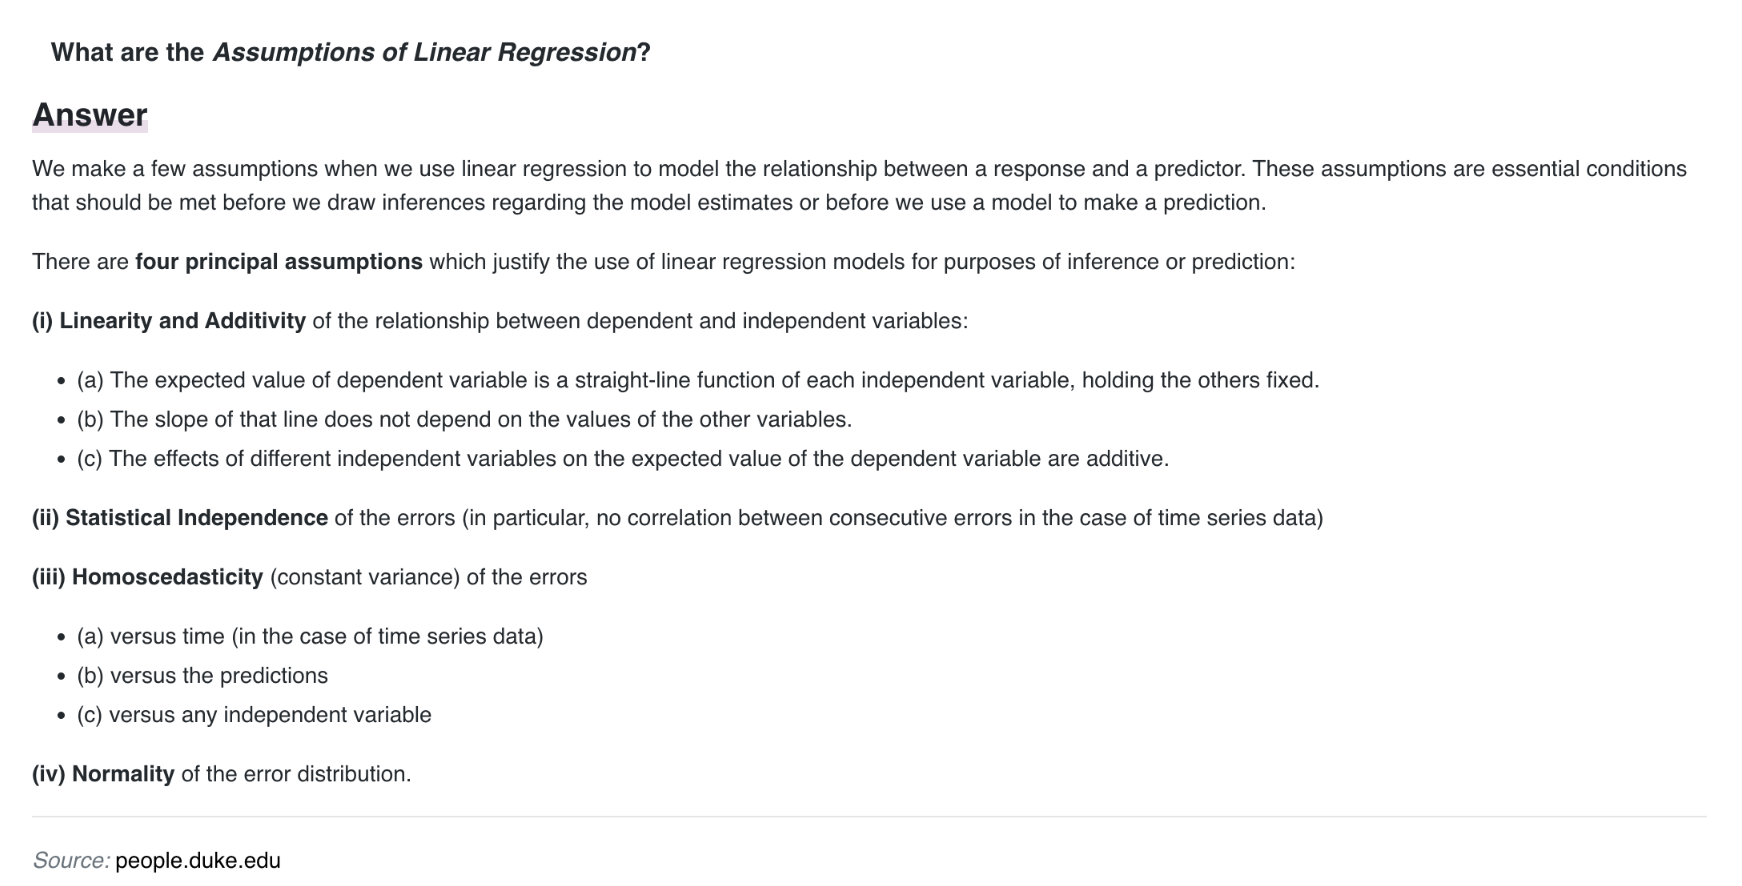 What are the Assumptions of Linear Regression?
Answer
We make a few assumptions when we use linear regression to model the relationship between a response and a predictor. These assumptions are essential conditions
that should be met before we draw inferences regarding the model estimates or before we use a model to make a prediction.
There are four principal assumptions which justify the use of linear regression models for purposes of inference or prediction:
(i) Linearity and Additivity of the relationship between dependent and independent variables:
• (a) The expected value of dependent variable is a straight-line function of each independent variable, holding the others fixed.
• (b) The slope of that line does not depend on the values of the other variables.
• (c) The effects of different independent variables on the expected value of the dependent variable are additive.
(ii) Statistical Independence of the errors (in particular, no correlation between consecutive errors in the case of time series data)
(iii) Homoscedasticity (constant variance) of the errors
• (a) versus time (in the case of time series data)
• (b) versus the predictions
• (c) versus any independent variable
(iv) Normality of the error distribution.
Source: people.duke.edu